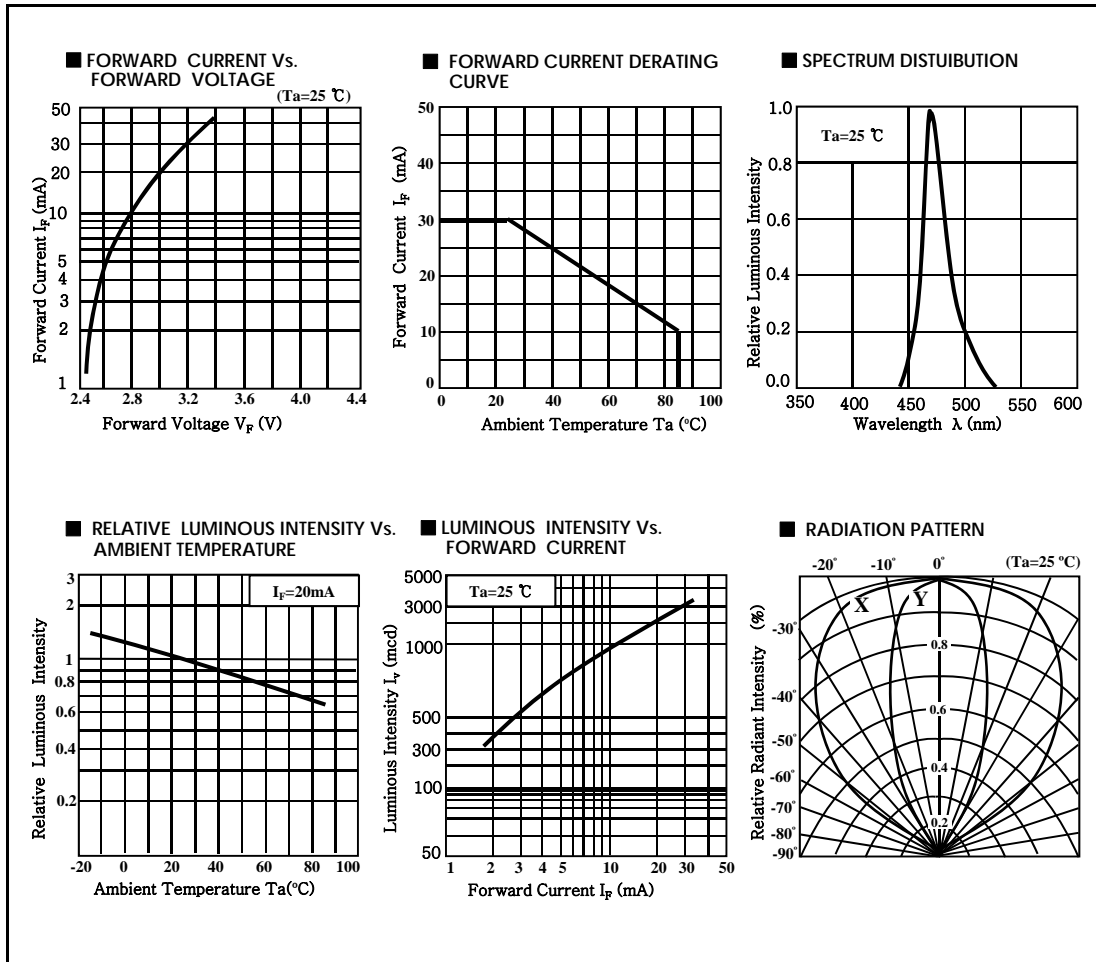 ■ FORWARD CURRENT Vs.
FORWARD VOLTAGE
(Ta=25 ℃)
50
30
20
10
5
4
3
2
1
2.4 2.8 3.2 3.6 4.0 4.4
Forward Current I_F (mA)
Forward Voltage V_F (V)
■ FORWARD CURRENT DERATING
CURVE
50
40
30
20
10
0
0 20 40 60 80 100
Forward Current I_F (mA)
Ambient Temperature Ta (°C)
■ SPECTRUM DISTUIBUTION
Ta=25 ℃
1.0
0.8
0.6
0.4
0.2
0.0
350 400 450 500 550 600
Relative Luminous Intensity
Wavelength λ (nm)
■ RELATIVE LUMINOUS INTENSITY Vs.
AMBIENT TEMPERATURE
I_F=20mA
3
2
1
0.8
0.6
0.4
0.2
-20 0 20 40 60 80 100
Relative Luminous Intensity
Ambient Temperature Ta(°C)
■ LUMINOUS INTENSITY Vs.
FORWARD CURRENT
Ta=25 ℃
5000
3000
1000
500
300
100
50
1 2 3 4 5 10 20 30 50
Luminous Intensity I_v (mcd)
Forward Current I_F (mA)
■ RADIATION PATTERN
(Ta=25 °C)
-20° -10° 0°
X Y
-30°
-40°
-50°
-60°
-70°
-80°
-90°
0.8
0.6
0.4
0.2
Relative Radiant Intensity (%)